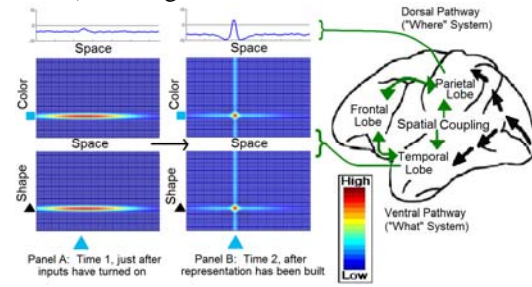 Space
Color
Space
Shape
Panel A: Time 1, just after
inputs have turned on
Space
Color
Space
Shape
Panel B: Time 2, after
representation has been built
Dorsal Pathway
("Where" System)
Parietal
Lobe
Frontal
Lobe
Spatial Coupling
Temporal
Lobe
High
Low
Ventral Pathway
("What" System)